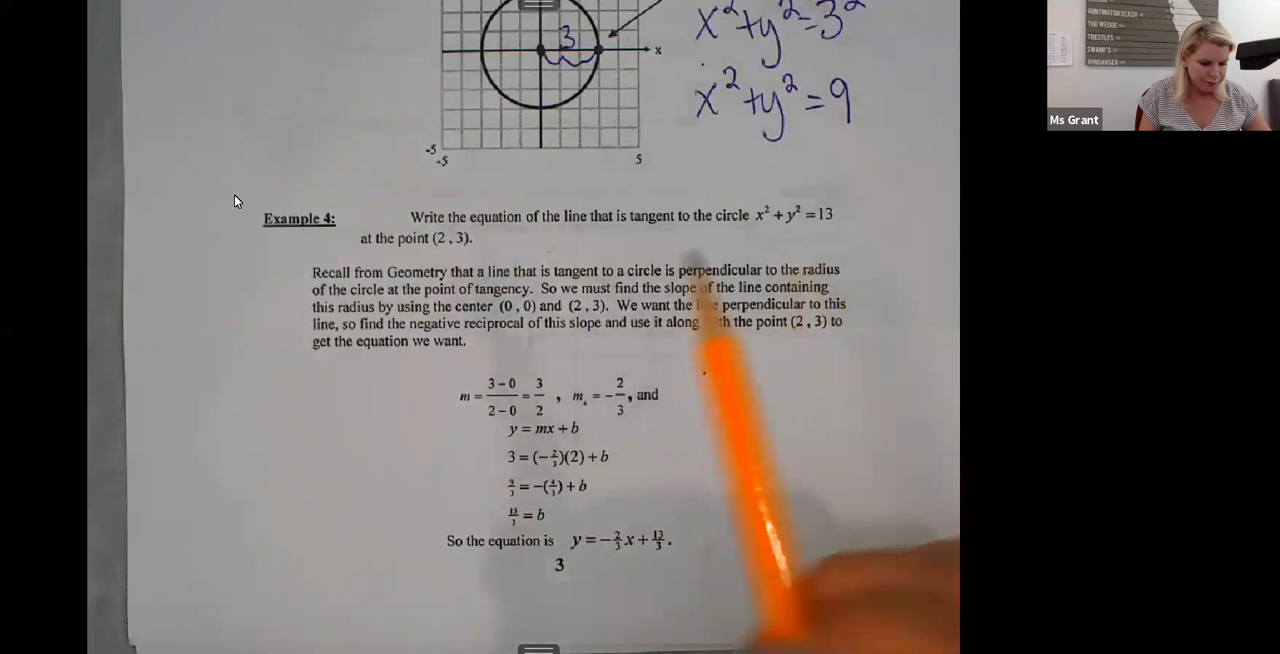 3
x² + y² = 3²
x
x² + y² = 9
-5
-5
5
Example 4:
Write the equation of the line that is tangent to the circle x² + y² = 13
at the point (2 , 3).
Recall from Geometry that a line that is tangent to a circle is perpendicular to the radius
of the circle at the point of tangency. So we must find the slope of the line containing
this radius by using the center (0 , 0) and (2 , 3). We want the perpendicular to this
line, so find the negative reciprocal of this slope and use it along the point (2 , 3) to
get the equation we want.
m = 3 – 0 / 2 – 0 = 3/2 , m⊥ = – 2/3 , and
y = mx + b
3 = (– 2/3)(2) + b
9/3 = –(4/3) + b
13/3 = b
So the equation is y = – 2/3 x + 13/3 .
3
HUNTINGTON BEACH
THE WEDGE
TRESTLES
SWAMI'S
WINDANSEA
Ms Grant